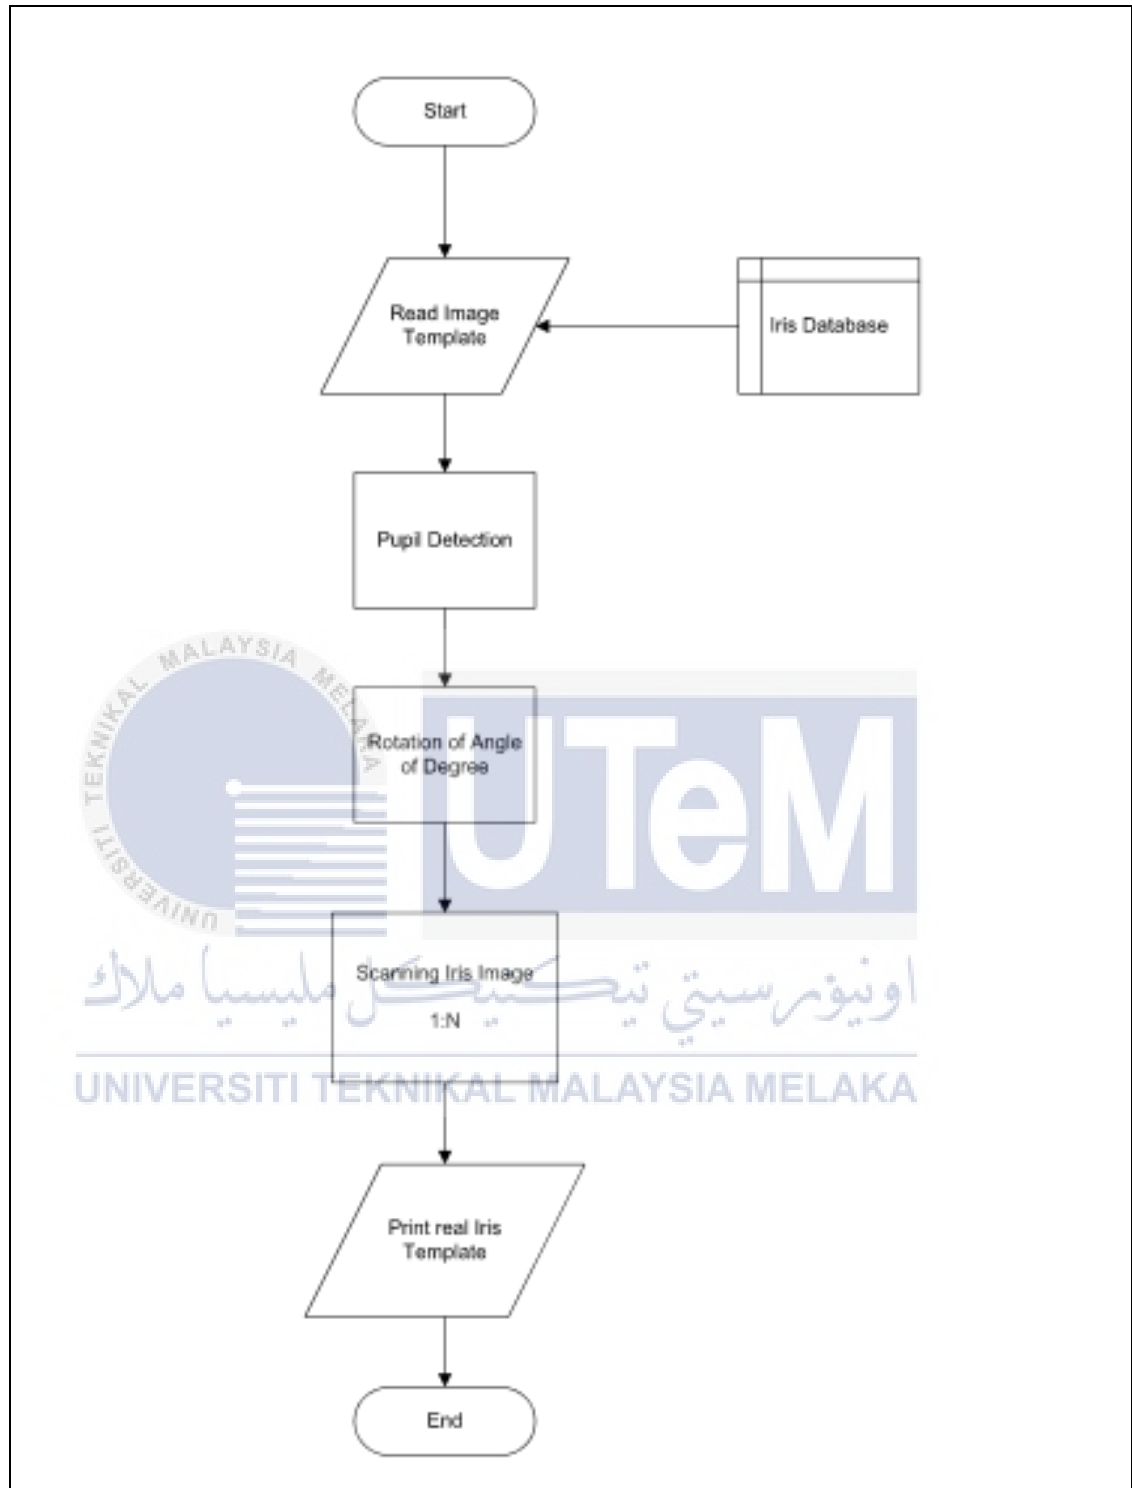 Start
Read Image
Template
Iris Database
Pupil Detection
UNIVERSITI TEKNIKAL MALAYSIA MELAKA
UTeM
Rotation of Angle
of Degree
Scanning Iris Image
1:N
اونيۏرسيتي تيكنيكل مليسيا ملاك
UNIVERSITI TEKNIKAL MALAYSIA MELAKA
Print real Iris
Template
End